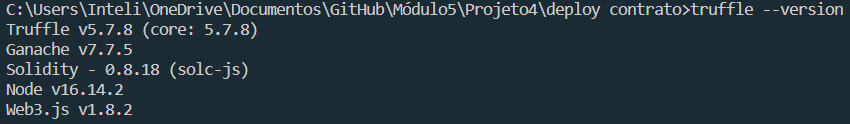 C:\Users\Inteli\OneDrive\Documentos\GitHub\Módulo5\Projeto4\deploy contrato>truffle --version
Truffle v5.7.8 (core: 5.7.8)
Ganache v7.7.5
Solidity - 0.8.18 (solc-js)
Node v16.14.2
Web3.js v1.8.2